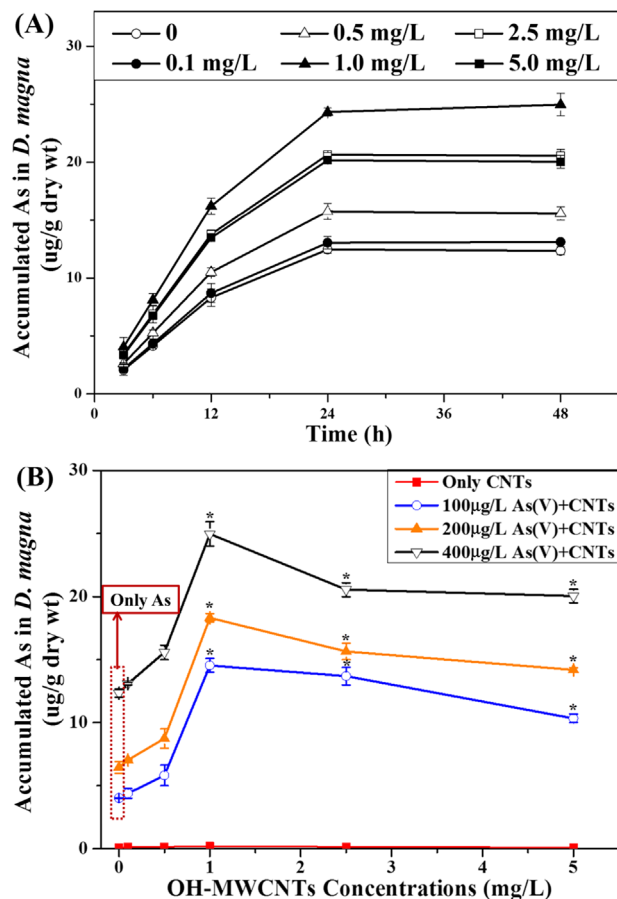 (A)
30
20
10
0
Accumulated As in D. magna
(ug/g dry wt)
0
0.5 mg/L
2.5 mg/L
0.1 mg/L
1.0 mg/L
5.0 mg/L
0
12
24
36
48
Time (h)
(B)
30
20
10
0
Accumulated As in D. magna
(ug/g dry wt)
Only CNTs
100μg/L As(V)+CNTs
200μg/L As(V)+CNTs
400μg/L As(V)+CNTs
Only As
*
*
*
*
*
*
*
*
*
0
1
2
3
4
5
OH-MWCNTs Concentrations (mg/L)